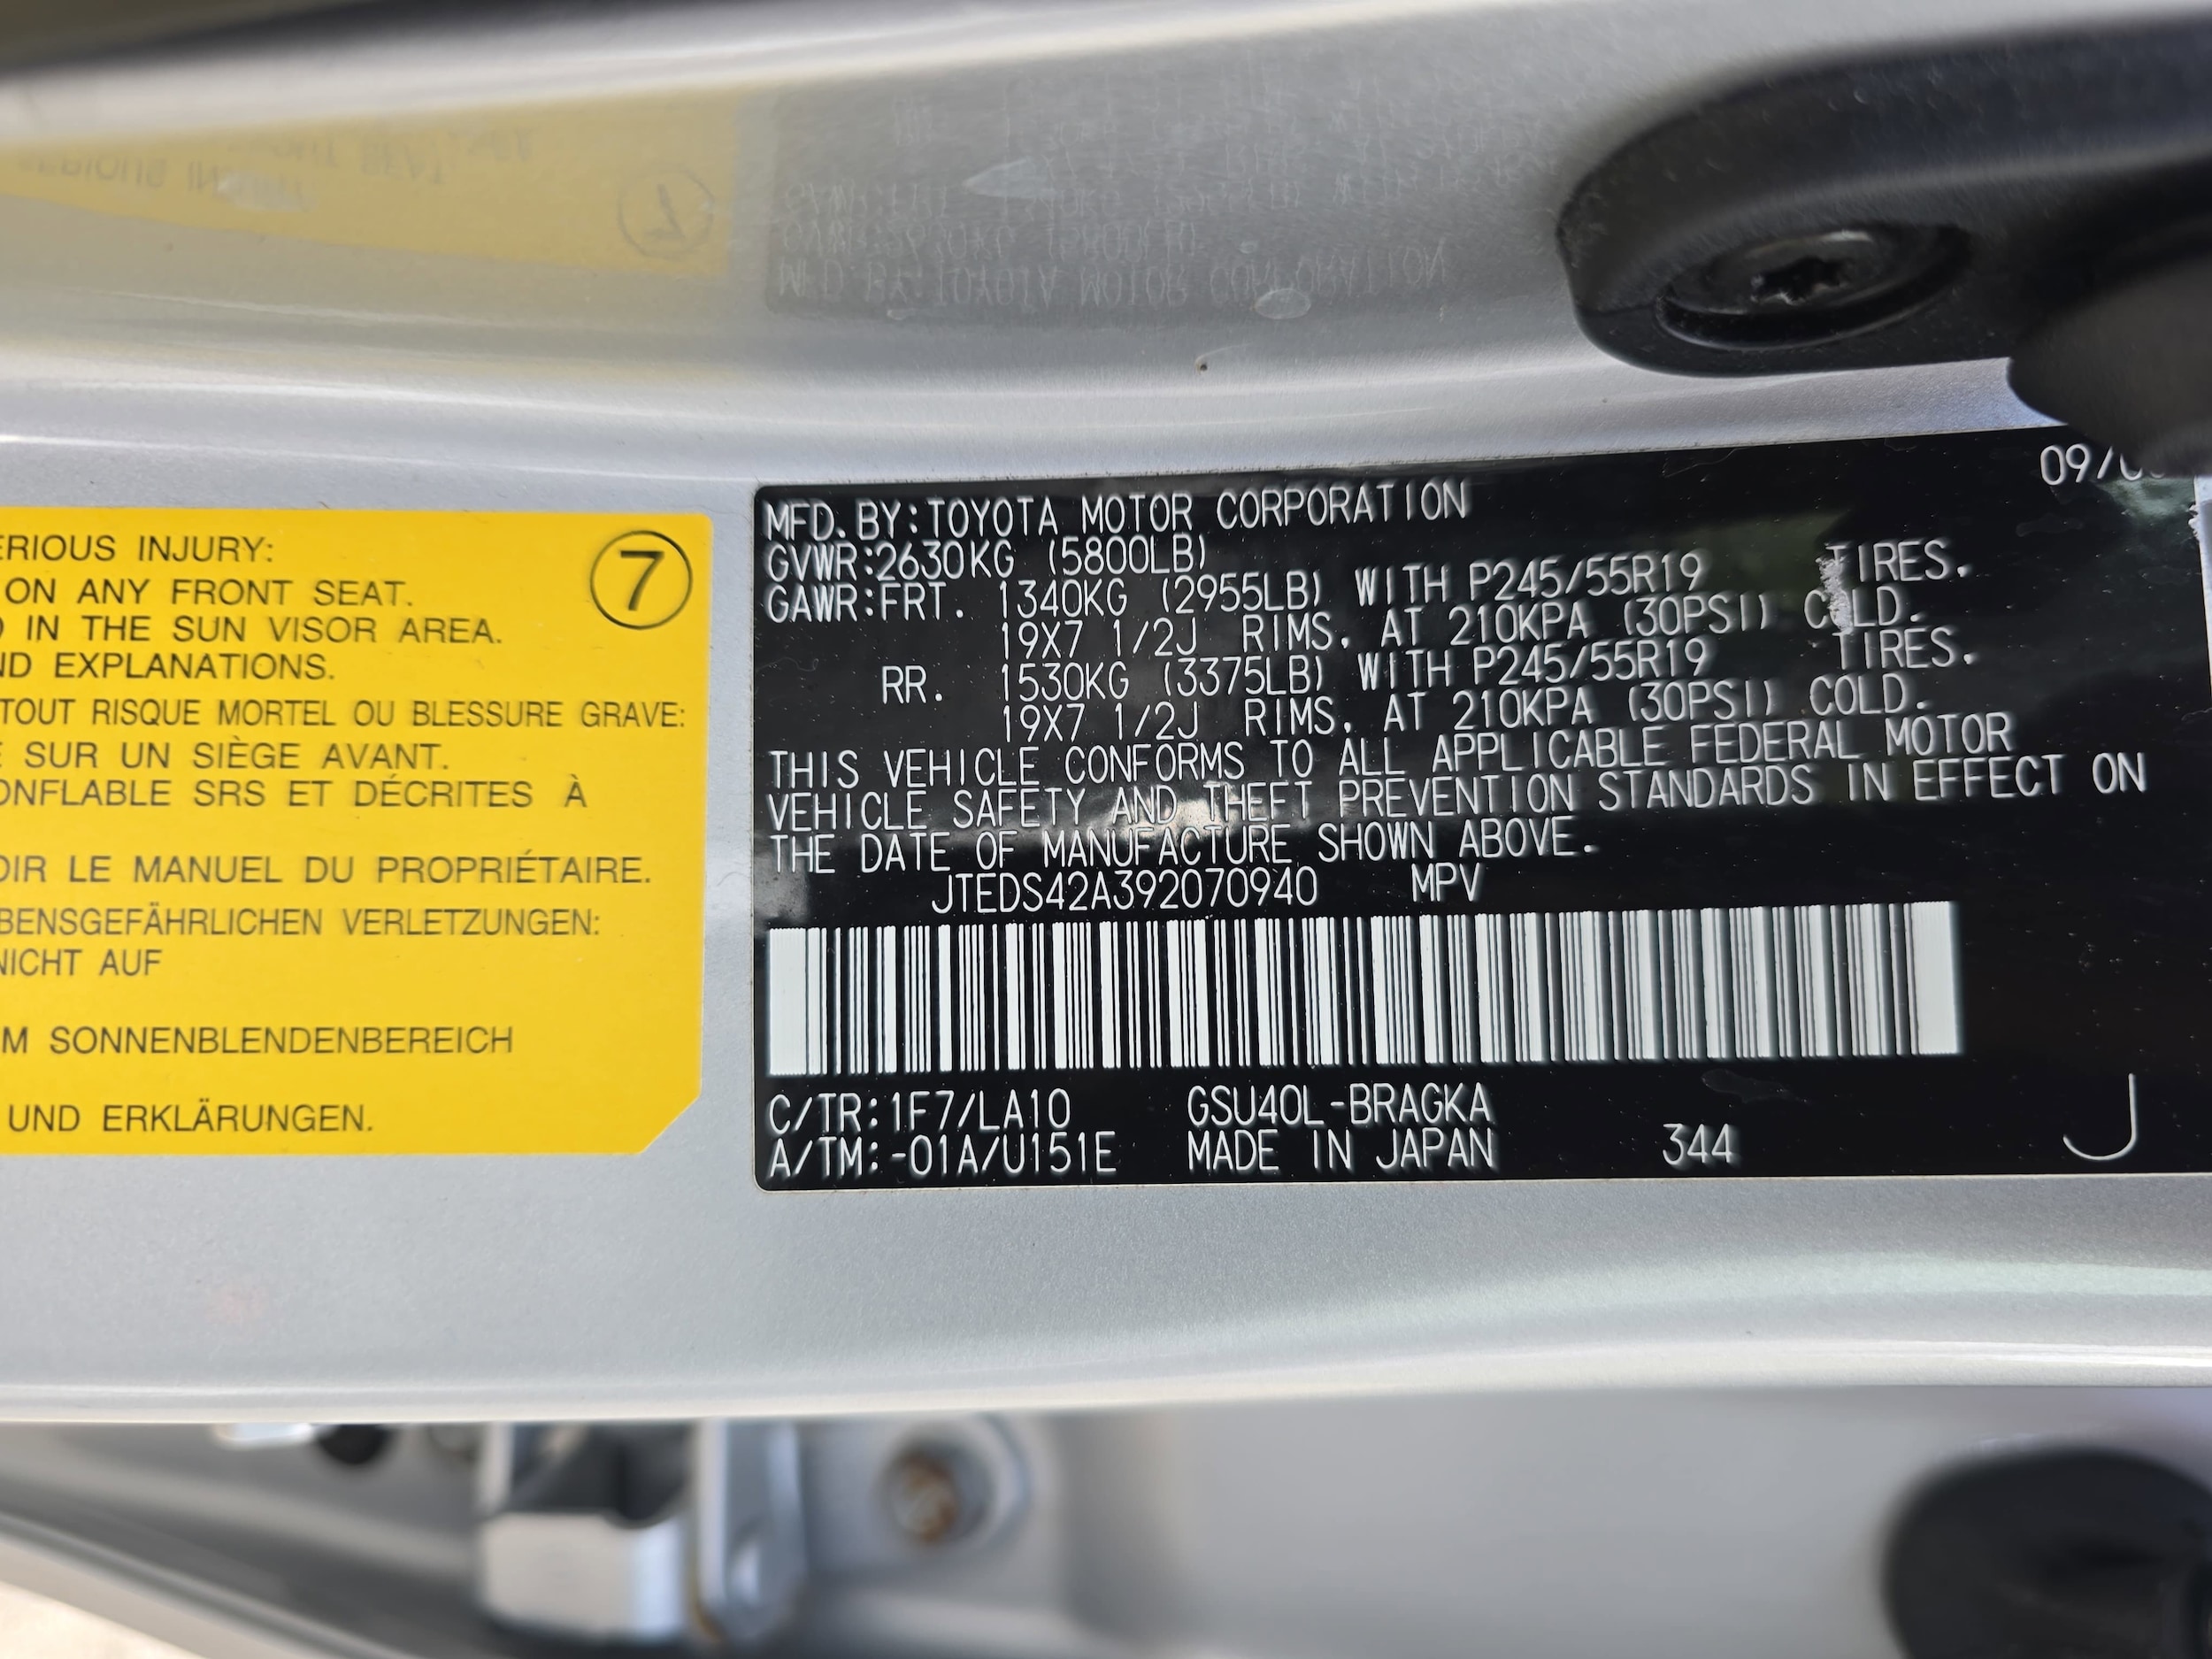 ERIOUS INJURY:
7
ON ANY FRONT SEAT.
IN THE SUN VISOR AREA.
ND EXPLANATIONS.
TOUT RISQUE MORTEL OU BLESSURE GRAVE:
E SUR UN SIÈGE AVANT.
ONFLABLE SRS ET DÉCRITES À
OIR LE MANUEL DU PROPRIÉTAIRE.
BENSGEFÄHRLICHEN VERLETZUNGEN:
NICHT AUF
M SONNENBLENDENBEREICH
UND ERKLÄRUNGEN.
09/0
MFD. BY: TOYOTA MOTOR CORPORATION
GVWR:2630KG (5800LB)
GAWR:FRT. 1340KG (2955LB) WITH P245/55R19 TIRES.
19X7 1/2J RIMS, AT 210KPA (30PSI) COLD.
RR. 1530KG (3375LB) WITH P245/55R19 TIRES.
19X7 1/2J RIMS, AT 210KPA (30PSI) COLD.
THIS VEHICLE CONFORMS TO ALL APPLICABLE FEDERAL MOTOR
VEHICLE SAFETY AND THEFT PREVENTION STANDARDS IN EFFECT ON
THE DATE OF MANUFACTURE SHOWN ABOVE.
JTEDS42A392070940 MPV
C/TR:1F7/LA10 GSU40L-BRAGKA
A/TM:-01A/U151E MADE IN JAPAN 344 J